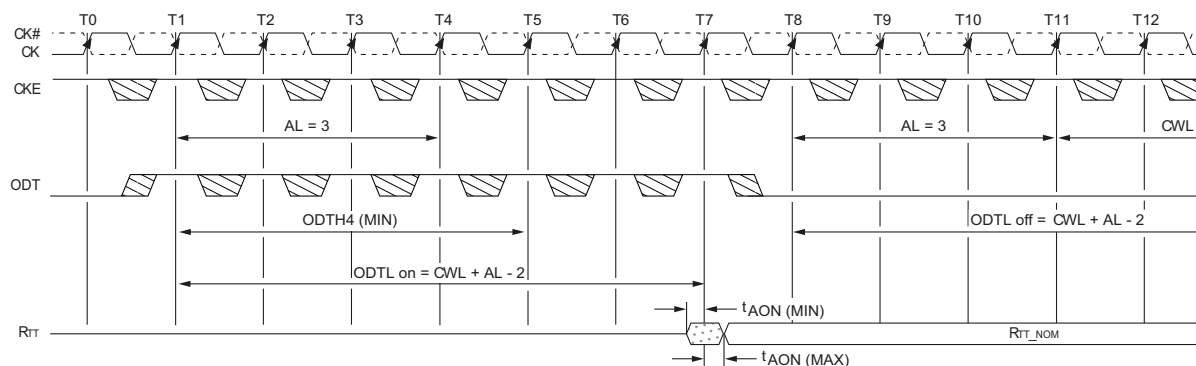 T0 T1 T2 T3 T4 T5 T6 T7 T8 T9 T10 T11 T12
CK#
CK
CKE
AL = 3 AL = 3 CWL
ODT
ODTH4 (MIN) ODTL off = CWL + AL - 2
ODTL on = CWL + AL - 2
tAON (MIN)
RTT RTT_NOM
tAON (MAX)